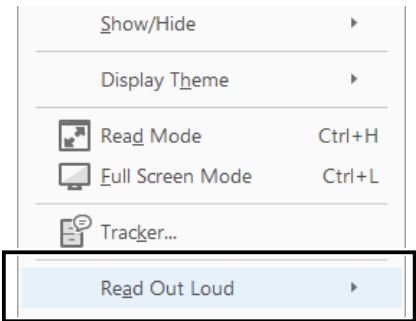 Show/Hide
Display Theme
Read Mode Ctrl+H
Full Screen Mode Ctrl+L
Tracker...
Read Out Loud